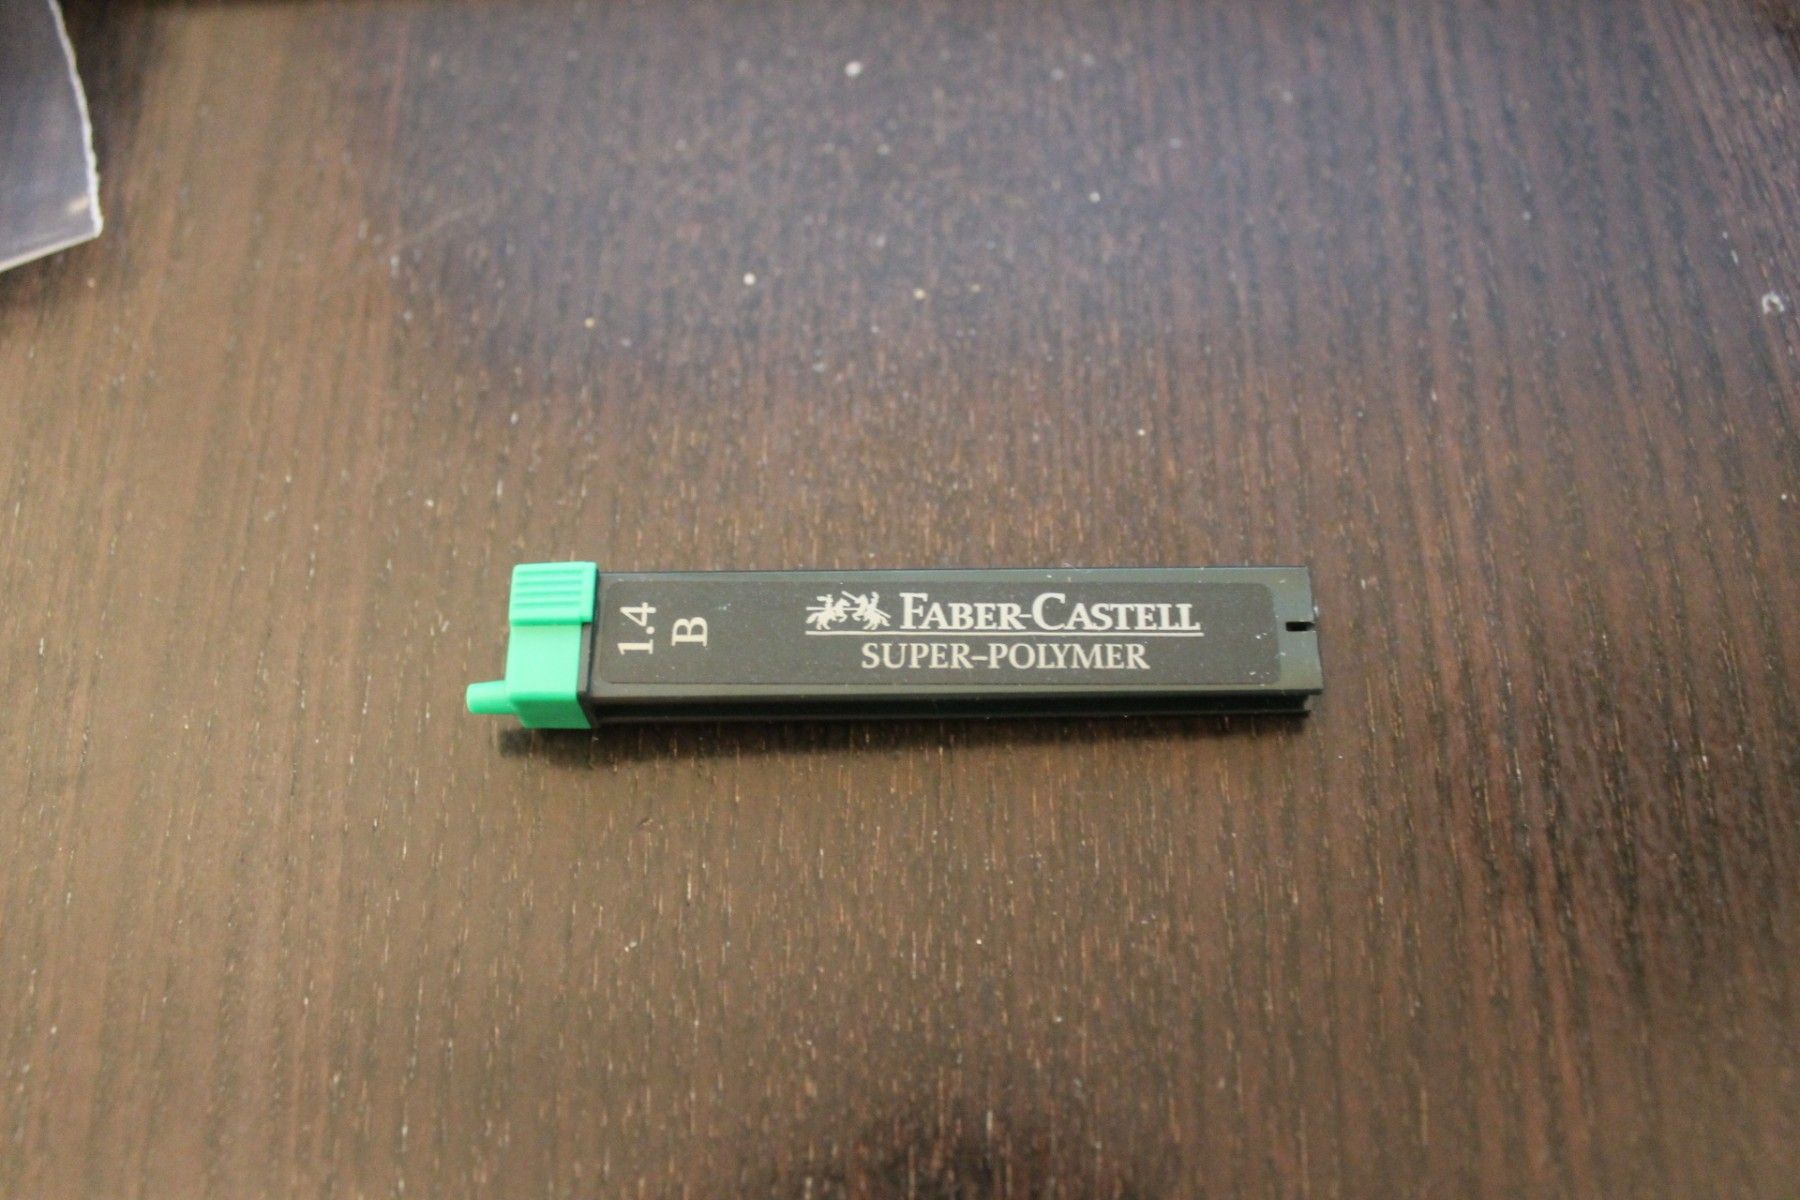 1.4
B
FABER-CASTELL
SUPER-POLYMER